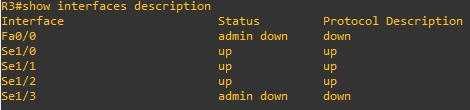 R3#show interfaces description
Interface Status Protocol Description
Fa0/0 admin down down
Se1/0 up up
Se1/1 up up
Se1/2 up up
Se1/3 admin down down